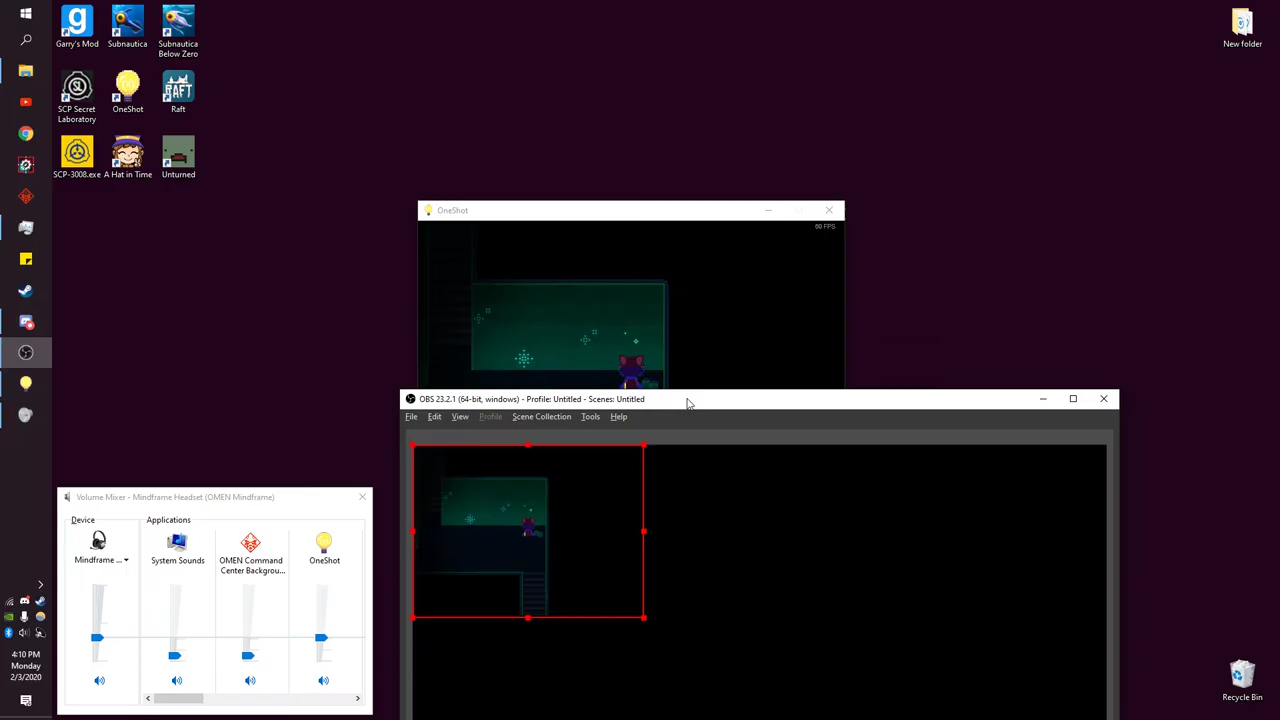 Garry's Mod
Subnautica
Subnautica
Below Zero
SCP Secret
Laboratory
OneShot
Raft
SCP-3008.exe
A Hat in Time
Unturned
New folder
OneShot
60 FPS
OBS 23.2.1 (64-bit, windows) - Profile: Untitled - Scenes: Untitled
File Edit View Profile Scene Collection Tools Help
Volume Mixer - Mindframe Headset (OMEN Mindframe)
Device
Applications
Mindframe ...
System Sounds
OMEN Command
Center Backgrou...
OneShot
4:10 PM
Monday
2/3/2020
Recycle Bin